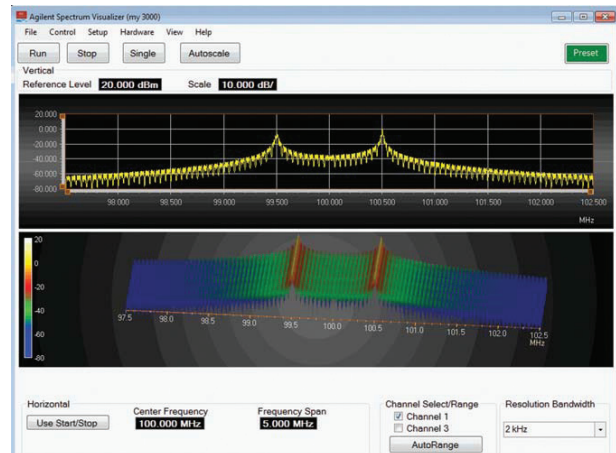 Agilent Spectrum Visualizer (my 3000)
File Control Setup Hardware View Help
Run Stop Single Autoscale Preset
Vertical
Reference Level 20.000 dBm Scale 10.000 dB/
20.000
0.000
-20.000
-40.000
-60.000
-80.000
98.000 98.500 99.000 99.500 100.000 100.500 101.000 101.500 102.000 102.500
MHz
20
0
-20
-40
-60
-80
97.5 98.0 98.5 99.0 99.5 100.0 100.5 101.0 101.5 102.0 102.5
MHz
Horizontal
Use Start/Stop
Center Frequency
100.000 MHz
Frequency Span
5.000 MHz
Channel Select/Range
Channel 1
Channel 3
AutoRange
Resolution Bandwidth
2 kHz